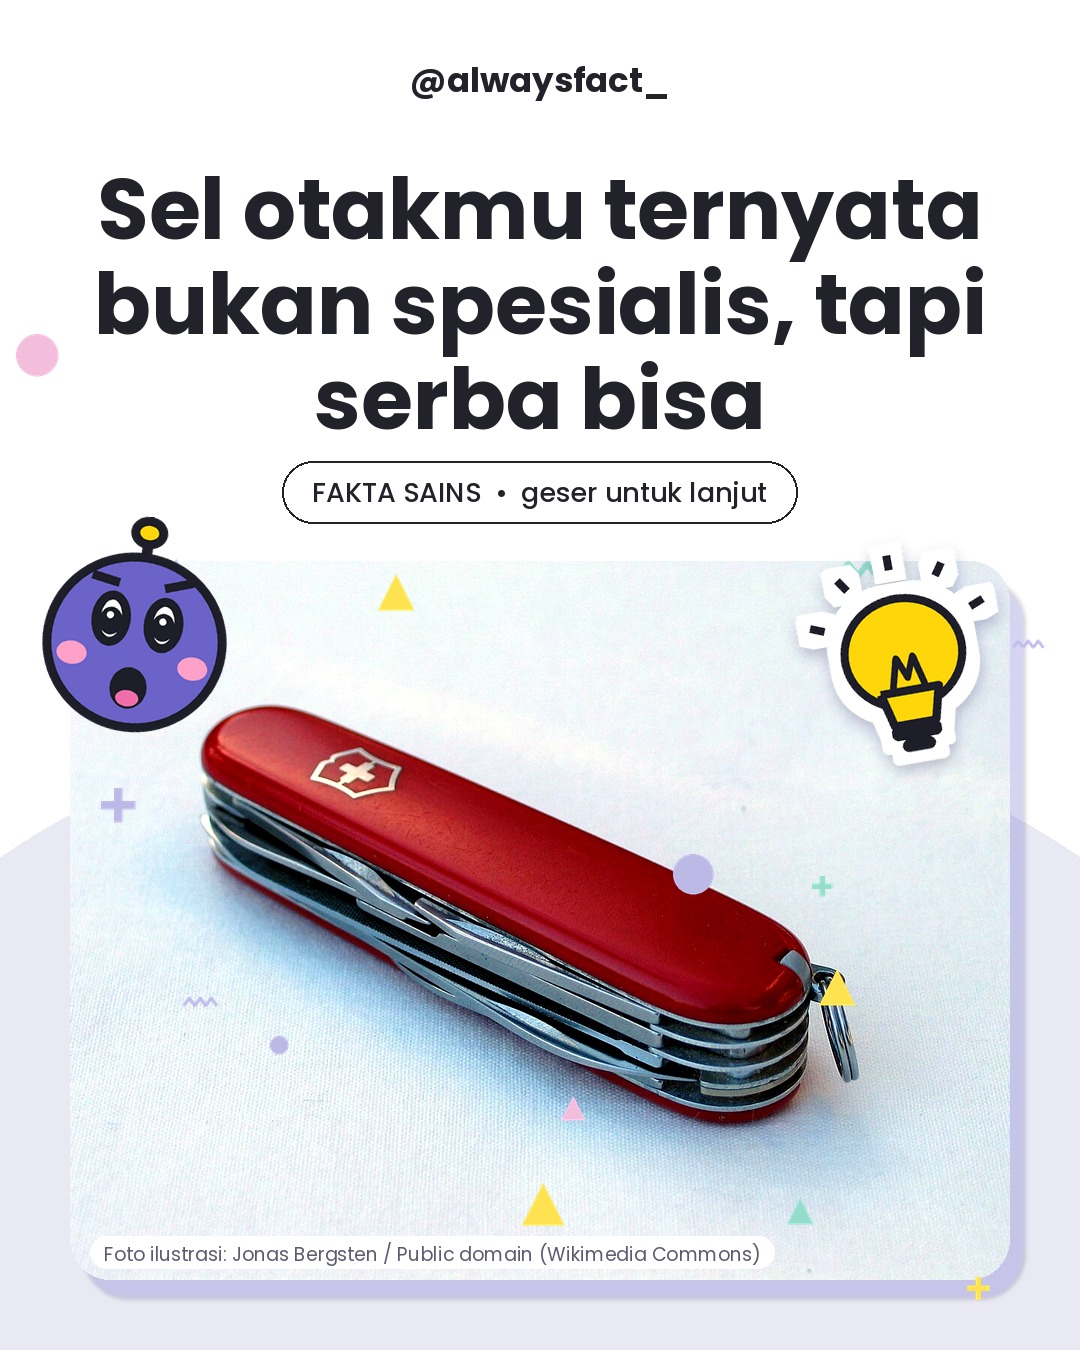 @alwaysfact_
Sel otakmu ternyata
bukan spesialis, tapi
serba bisa
FAKTA SAINS • geser untuk lanjut
Foto ilustrasi: Jonas Bergsten / Public domain (Wikimedia Commons)